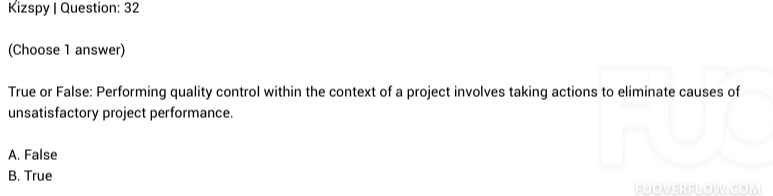 Kizspy | Question: 32
(Choose 1 answer)
True or False: Performing quality control within the context of a project involves taking actions to eliminate causes of
unsatisfactory project performance.
A. False
B. True
FUO
FUOVERFLOW.COM